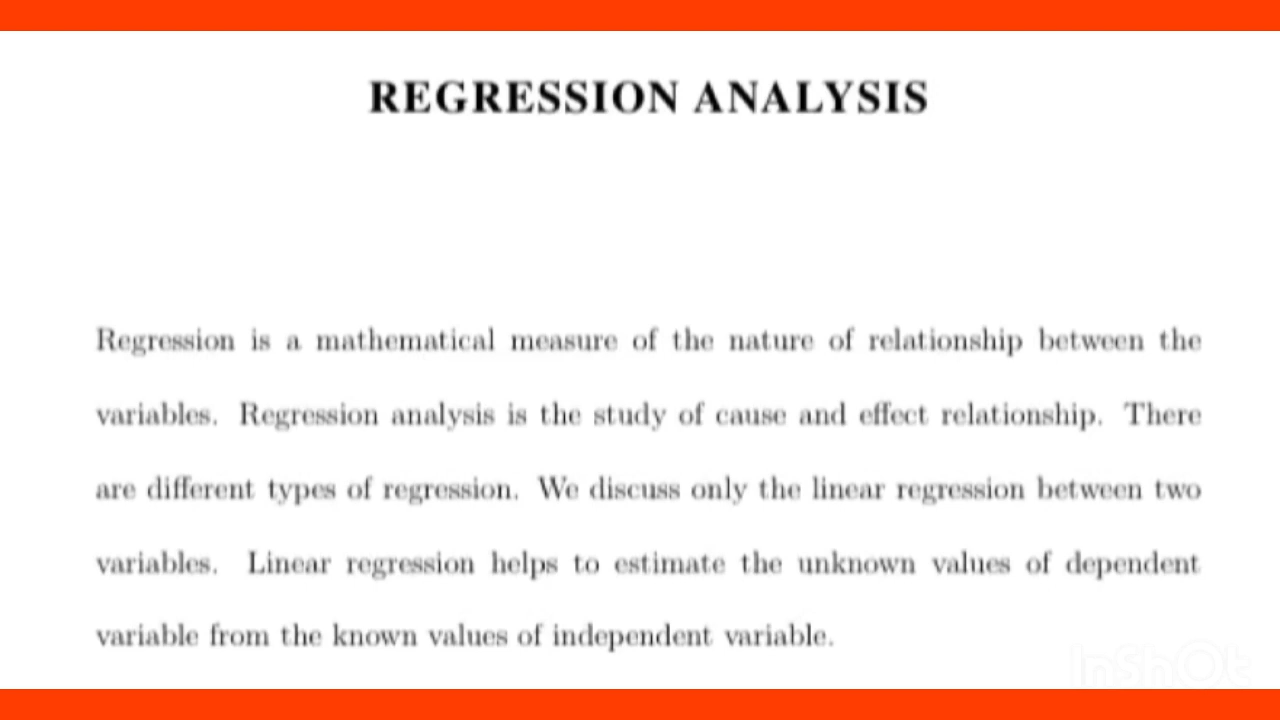 REGRESSION ANALYSIS
Regression is a mathematical measure of the nature of relationship between the
variables. Regression analysis is the study of cause and effect relationship. There
are different types of regression. We discuss only the linear regression between two
variables. Linear regression helps to estimate the unknown values of dependent
variable from the known values of independent variable.
InShOt